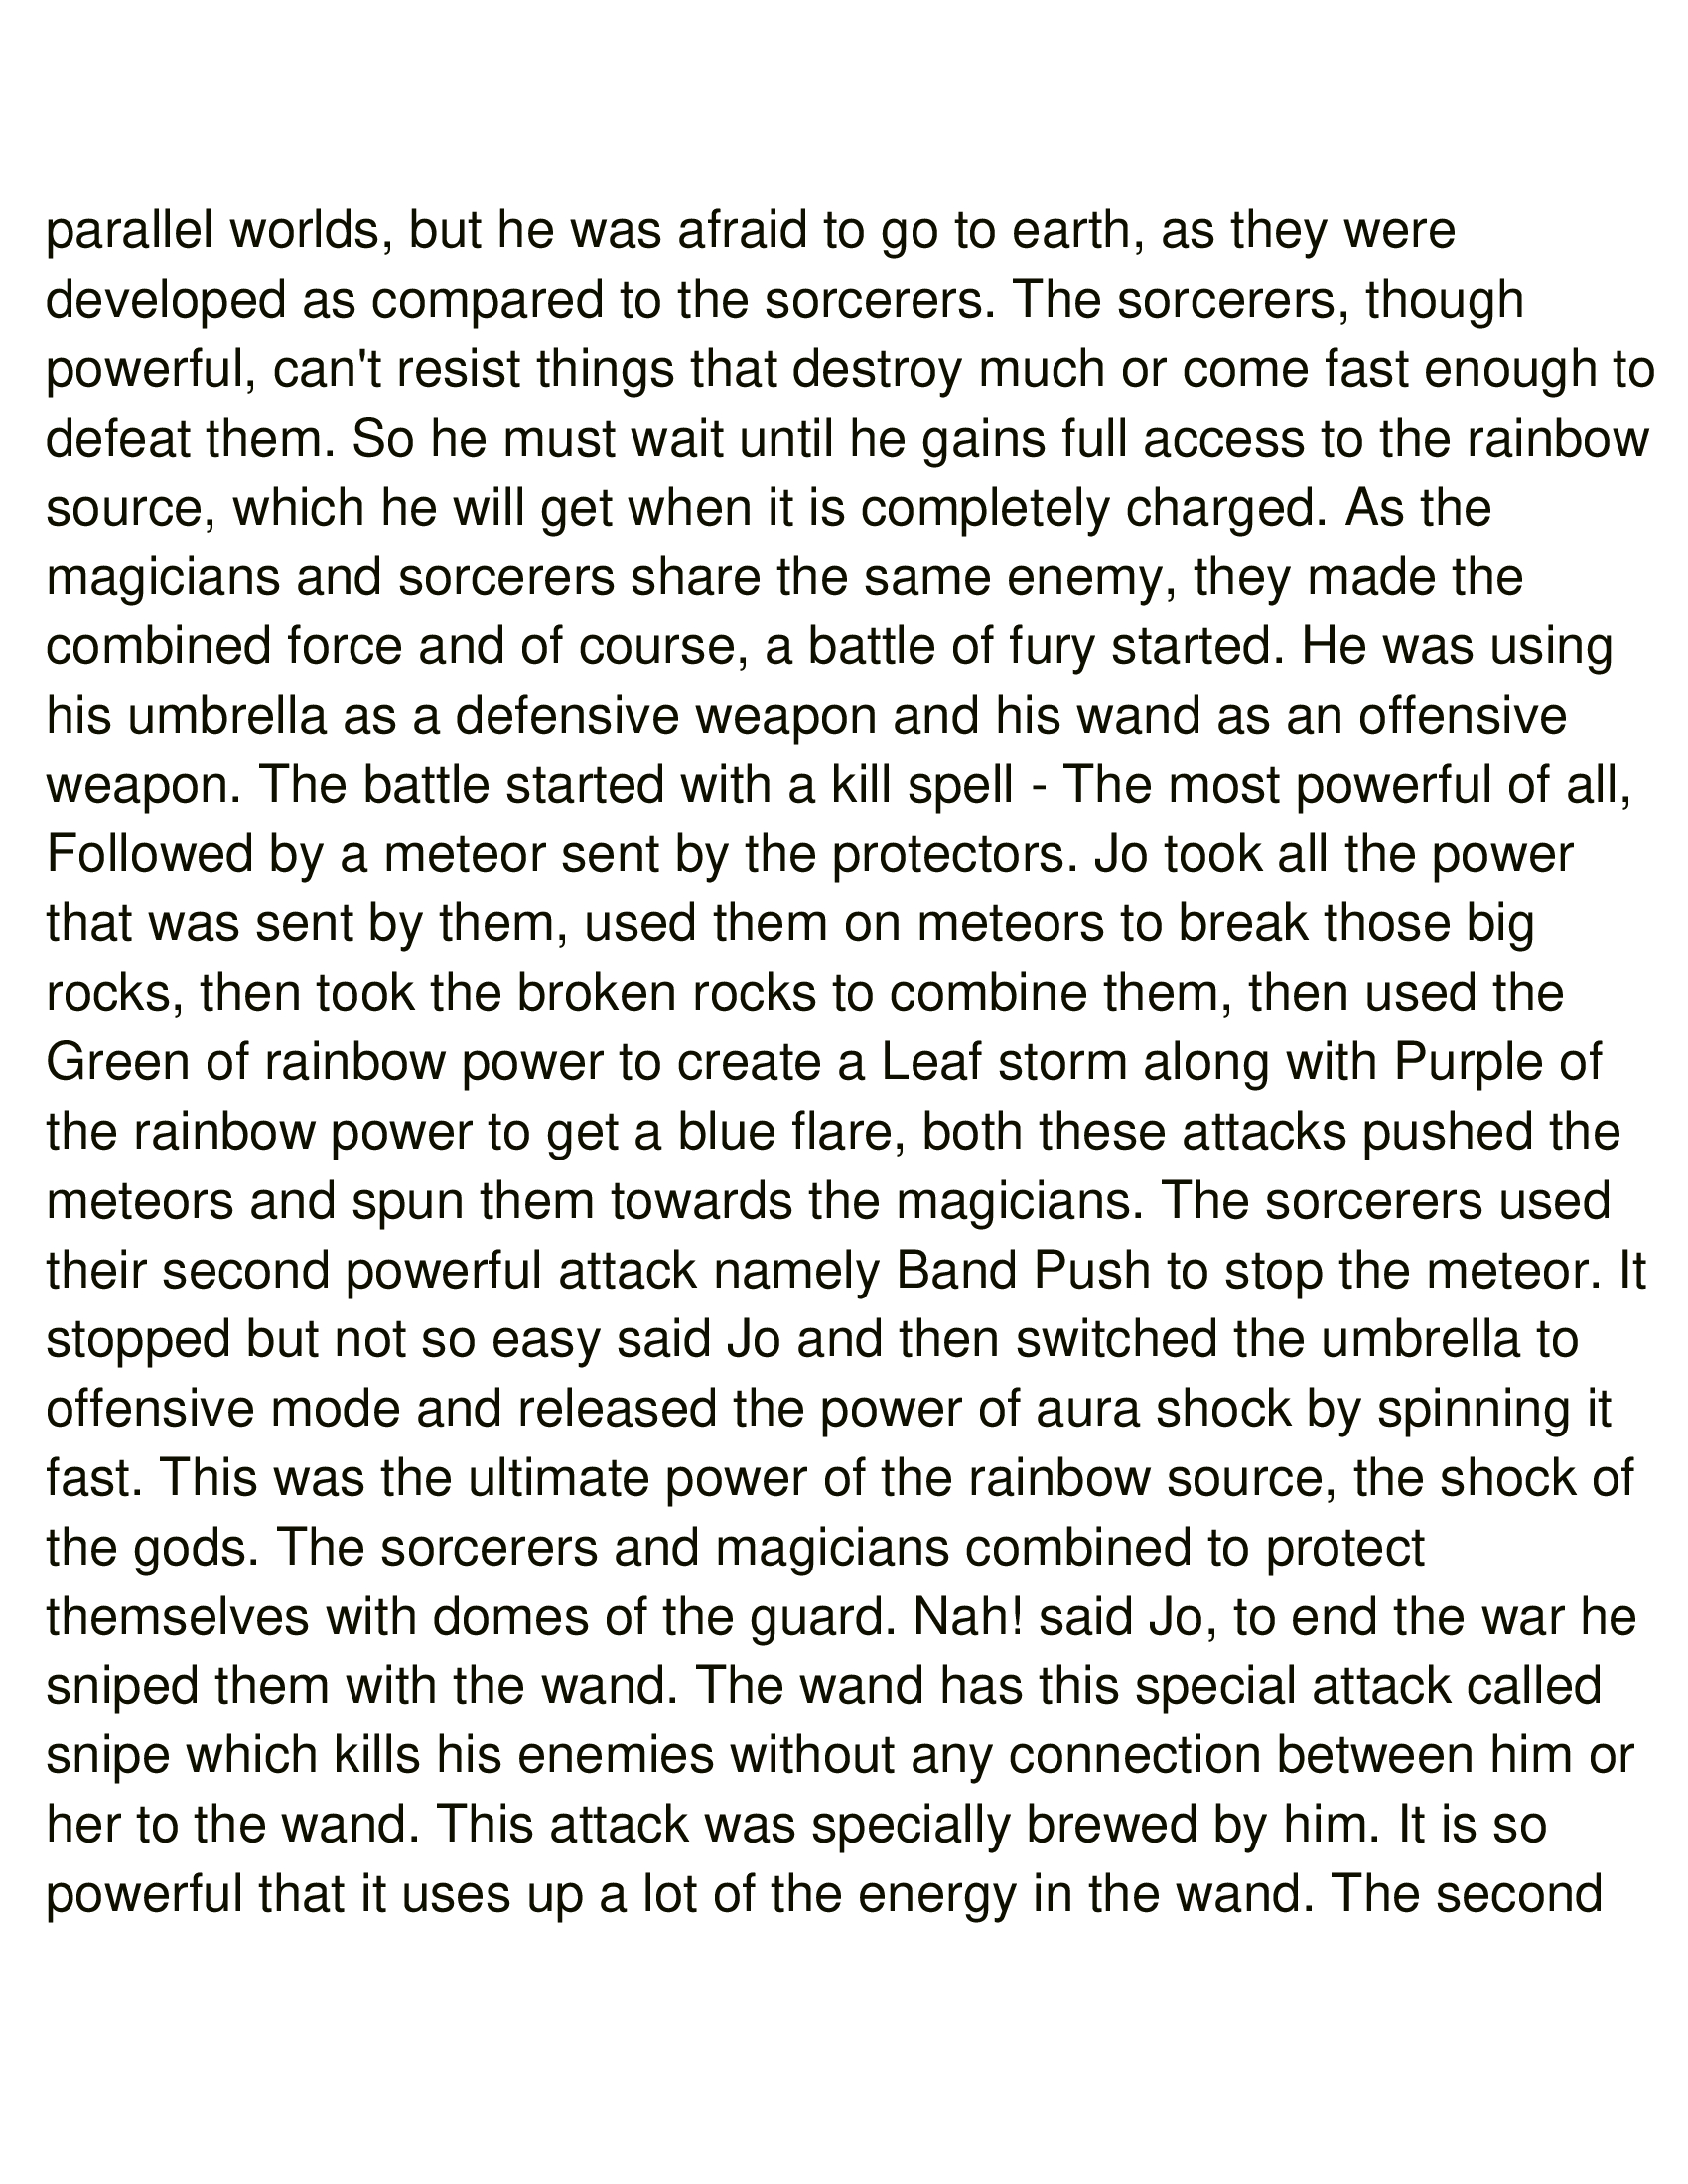 parallel worlds, but he was afraid to go to earth, as they were
developed as compared to the sorcerers. The sorcerers, though
powerful, can't resist things that destroy much or come fast enough to
defeat them. So he must wait until he gains full access to the rainbow
source, which he will get when it is completely charged. As the
magicians and sorcerers share the same enemy, they made the
combined force and of course, a battle of fury started. He was using
his umbrella as a defensive weapon and his wand as an offensive
weapon. The battle started with a kill spell - The most powerful of all,
Followed by a meteor sent by the protectors. Jo took all the power
that was sent by them, used them on meteors to break those big
rocks, then took the broken rocks to combine them, then used the
Green of rainbow power to create a Leaf storm along with Purple of
the rainbow power to get a blue flare, both these attacks pushed the
meteors and spun them towards the magicians. The sorcerers used
their second powerful attack namely Band Push to stop the meteor. It
stopped but not so easy said Jo and then switched the umbrella to
offensive mode and released the power of aura shock by spinning it
fast. This was the ultimate power of the rainbow source, the shock of
the gods. The sorcerers and magicians combined to protect
themselves with domes of the guard. Nah! said Jo, to end the war he
sniped them with the wand. The wand has this special attack called
snipe which kills his enemies without any connection between him or
her to the wand. This attack was specially brewed by him. It is so
powerful that it uses up a lot of the energy in the wand. The second